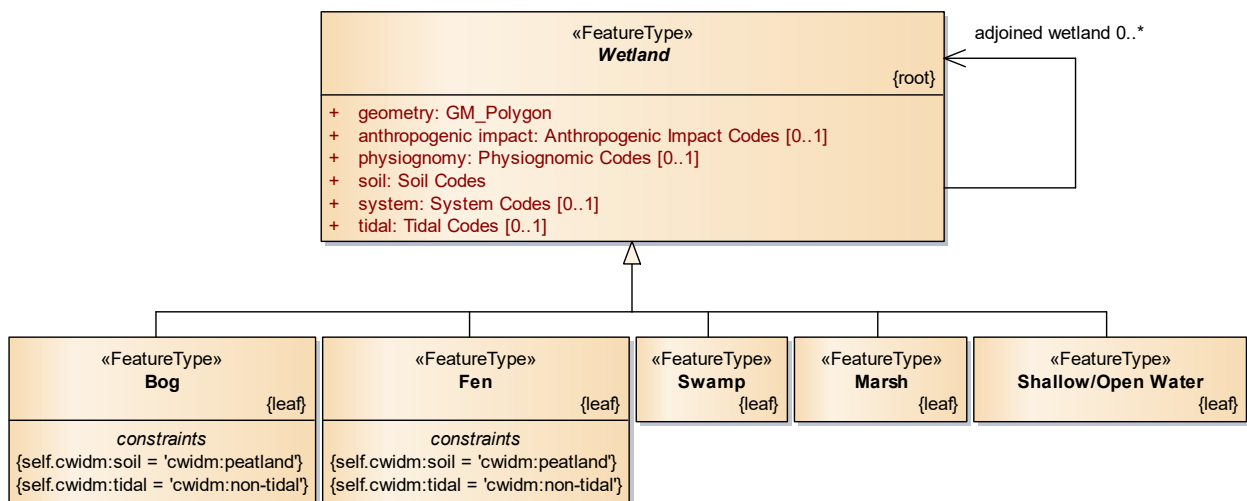 «FeatureType»
Wetland
{root}
adjoined wetland 0..*
+ geometry: GM_Polygon
+ anthropogenic impact: Anthropogenic Impact Codes [0..1]
+ physiognomy: Physiognomic Codes [0..1]
+ soil: Soil Codes
+ system: System Codes [0..1]
+ tidal: Tidal Codes [0..1]
«FeatureType»
Bog
{leaf}
constraints
{self.cwidm:soil = 'cwidm:peatland'}
{self.cwidm:tidal = 'cwidm:non-tidal'}
«FeatureType»
Fen
{leaf}
constraints
{self.cwidm:soil = 'cwidm:peatland'}
{self.cwidm:tidal = 'cwidm:non-tidal'}
«FeatureType»
Swamp
{leaf}
«FeatureType»
Marsh
{leaf}
«FeatureType»
Shallow/Open Water
{leaf}